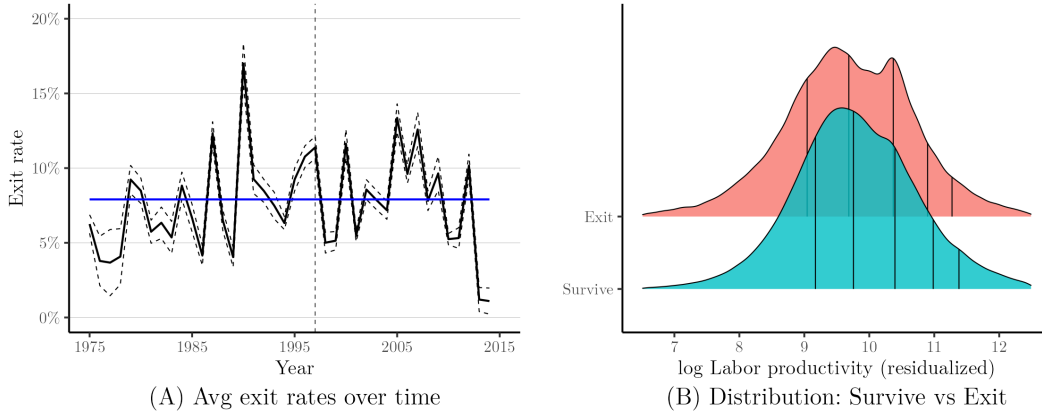 20%
15%
10%
5%
0%
Exit rate
1975
1985
1995
2005
2015
Year
(A) Avg exit rates over time
Exit
Survive
7
8
9
10
11
12
log Labor productivity (residualized)
(B) Distribution: Survive vs Exit